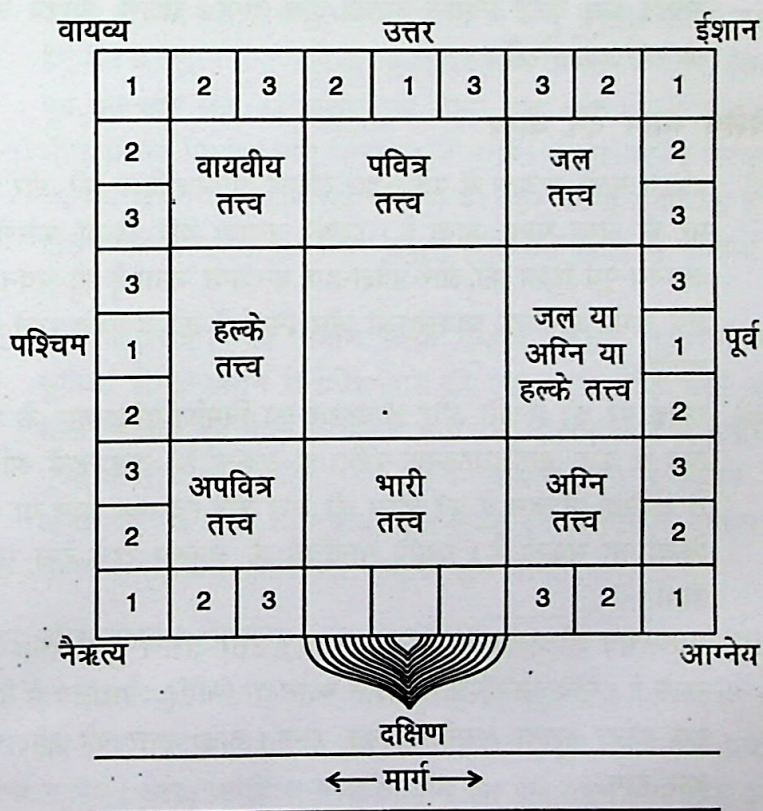 वायव्य उत्तर ईशान
1 2 3 2 1 3 3 2 1
2 2
वायवीय पवित्र जल
तत्त्व तत्त्व तत्त्व
3 3
3 3
हल्के जल या
पश्चिम 1 तत्त्व अग्नि या 1 पूर्व
हल्के तत्त्व
2 2
3 3
अपवित्र भारी अग्नि
तत्त्व तत्त्व तत्त्व
2 2
1 2 3 3 2 1
नैऋत्य आग्नेय
दक्षिण
←मार्ग→